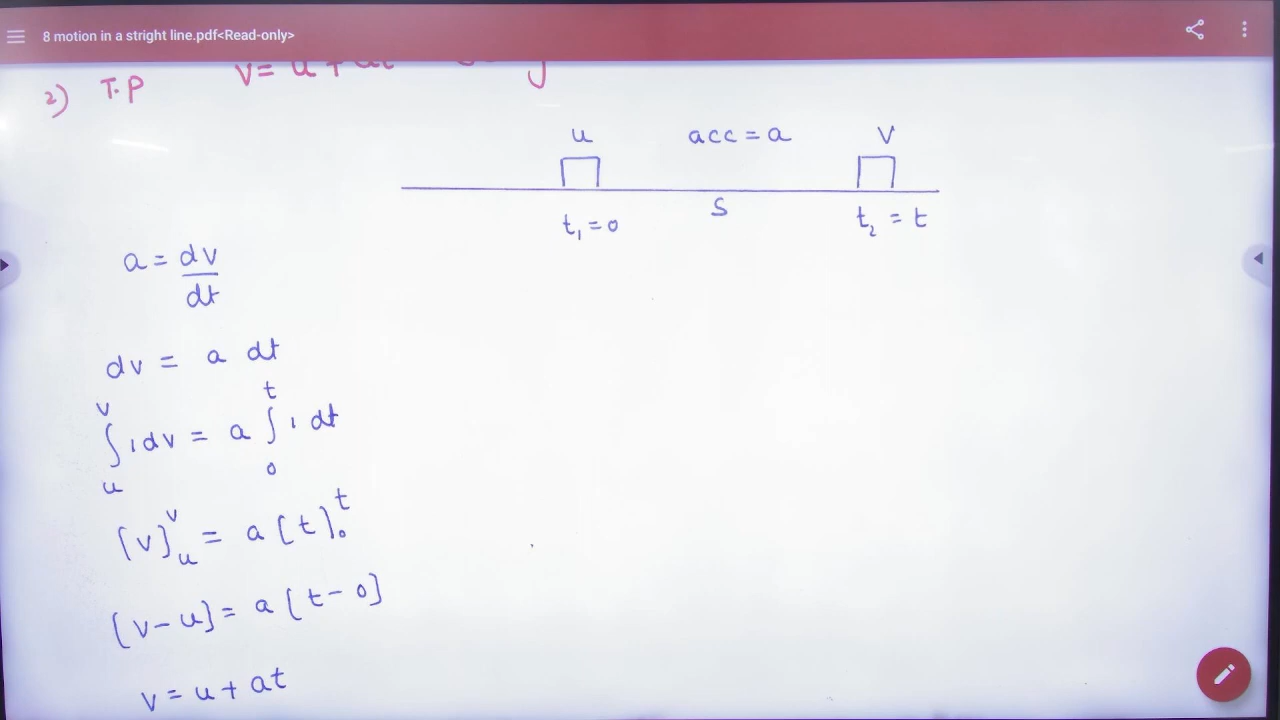 8 motion in a stright line.pdf<Read-only>
2) T.P v = u + at
u acc = a v
t₁ = 0 S t₂ = t
a = dv/dt
dv = a dt
∫ᵤᵛ 1 dv = a ∫₀ᵗ 1 dt
[v]ᵤᵛ = a [t]₀ᵗ
[v - u] = a [t - 0]
v = u + at